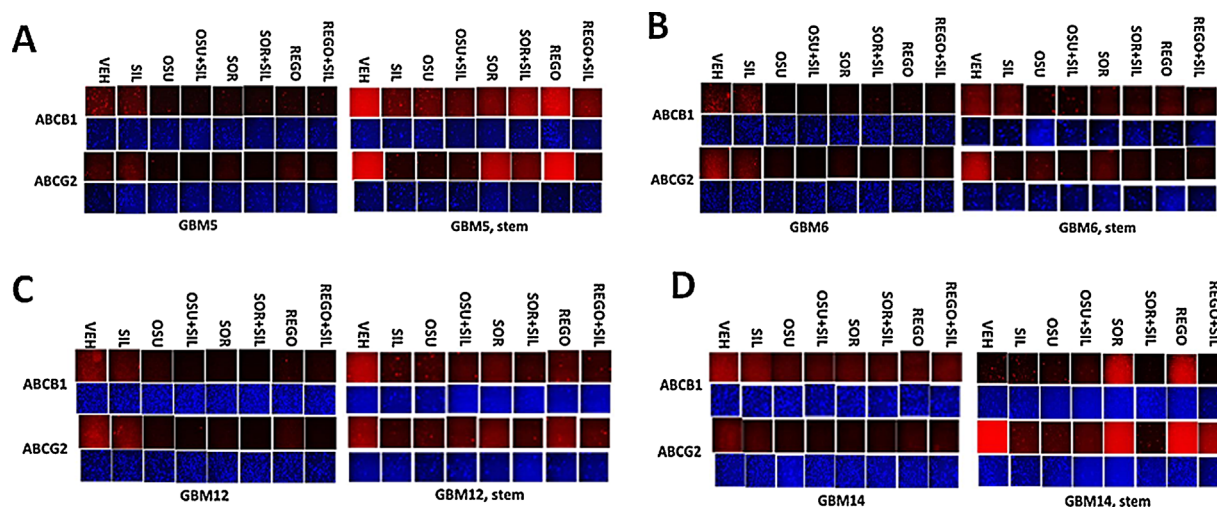 A
VEH SIL OSU OSU+SIL SOR SOR+SIL REGO REGO+SIL VEH SIL OSU OSU+SIL SOR SOR+SIL REGO REGO+SIL
ABCB1
ABCG2
GBM5 GBM5, stem
B
VEH SIL OSU OSU+SIL SOR SOR+SIL REGO REGO+SIL VEH SIL OSU OSU+SIL SOR SOR+SIL REGO REGO+SIL
ABCB1
ABCG2
GBM6 GBM6, stem
C
VEH SIL OSU OSU+SIL SOR SOR+SIL REGO REGO+SIL VEH SIL OSU OSU+SIL SOR SOR+SIL REGO REGO+SIL
ABCB1
ABCG2
GBM12 GBM12, stem
D
VEH SIL OSU OSU+SIL SOR SOR+SIL REGO REGO+SIL VEH SIL OSU OSU+SIL SOR SOR+SIL REGO REGO+SIL
ABCB1
ABCG2
GBM14 GBM14, stem